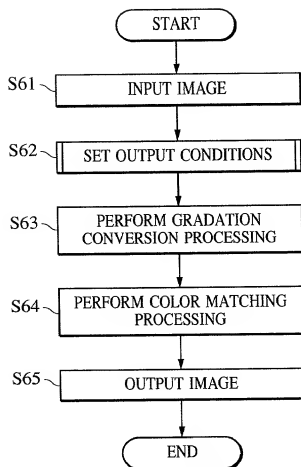 START
S61
INPUT IMAGE
S62
SET OUTPUT CONDITIONS
S63
PERFORM GRADATION
CONVERSION PROCESSING
S64
PERFORM COLOR MATCHING
PROCESSING
S65
OUTPUT IMAGE
END